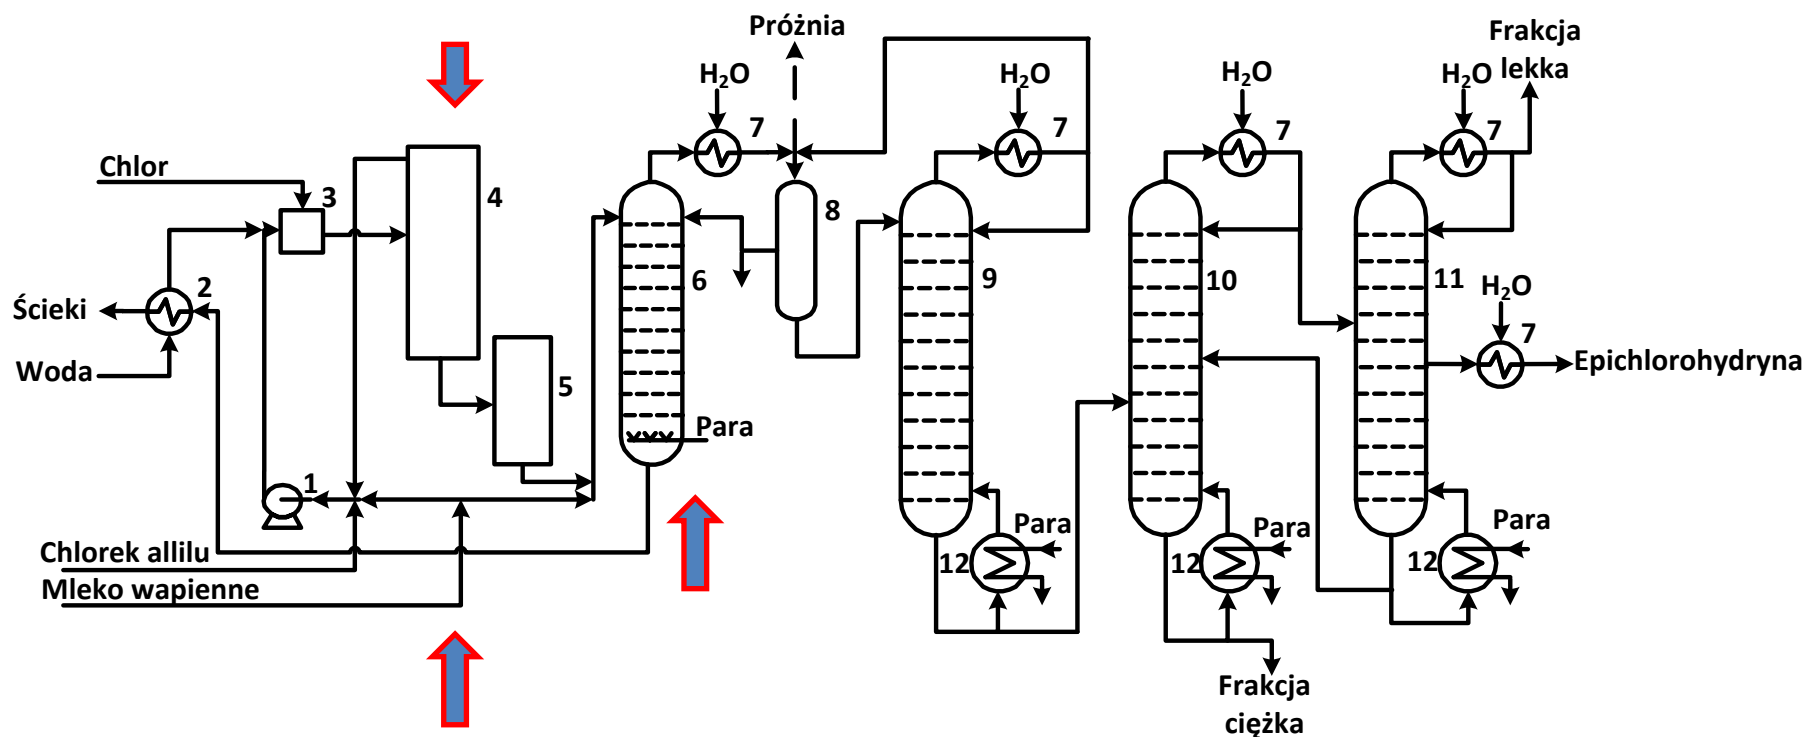 Próżnia
Frakcja
lekka
H₂O
H₂O
H₂O
H₂O
7
7
7
7
Chlor
3
4
8
6
9
10
11
H₂O
2
Ścieki
7
Woda
Epichlorohydryna
5
Para
1
Para
Para
Para
Chlorek allilu
12
12
12
Mleko wapienne
Frakcja
ciężka